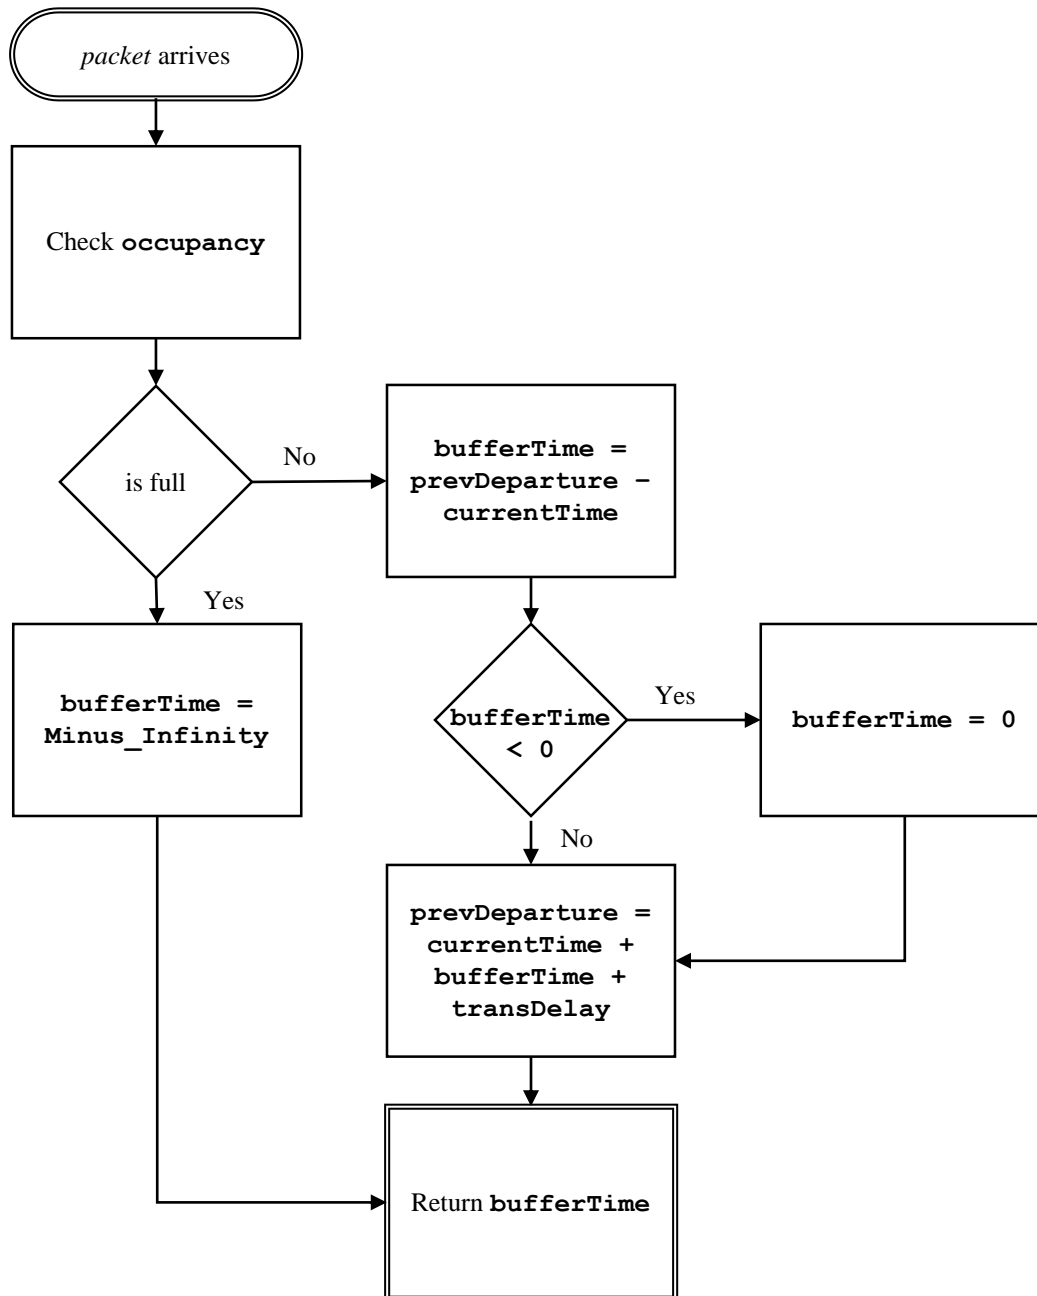 packet arrives
Check occupancy
is full
No
bufferTime =
prevDeparture –
currentTime
Yes
bufferTime =
Minus_Infinity
bufferTime
< 0
Yes
bufferTime = 0
No
prevDeparture =
currentTime +
bufferTime +
transDelay
Return bufferTime